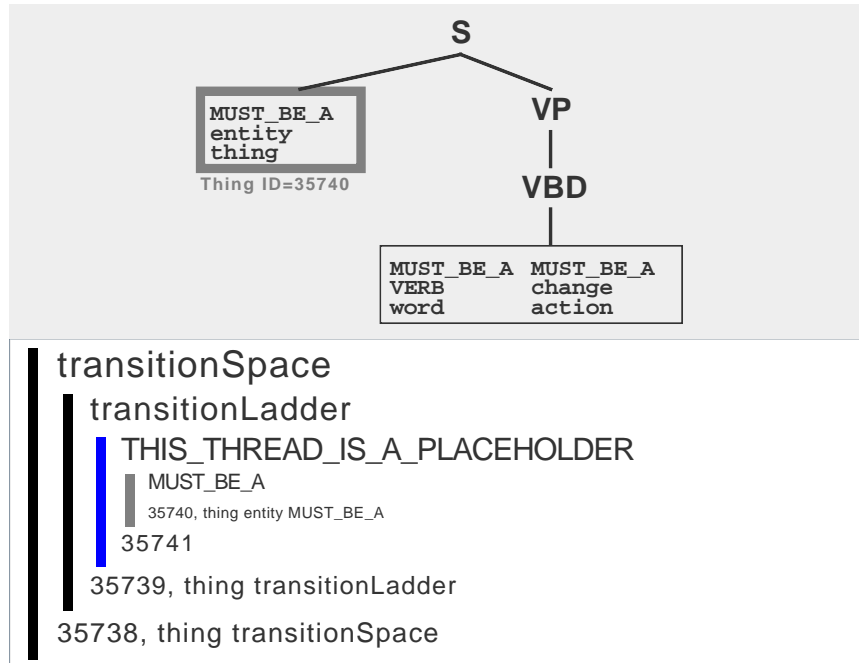 S
MUST_BE_A
entity
thing
Thing ID=35740
VP
VBD
MUST_BE_A MUST_BE_A
VERB change
word action
transitionSpace
transitionLadder
THIS_THREAD_IS_A_PLACEHOLDER
MUST_BE_A
35740, thing entity MUST_BE_A
35741
35739, thing transitionLadder
35738, thing transitionSpace